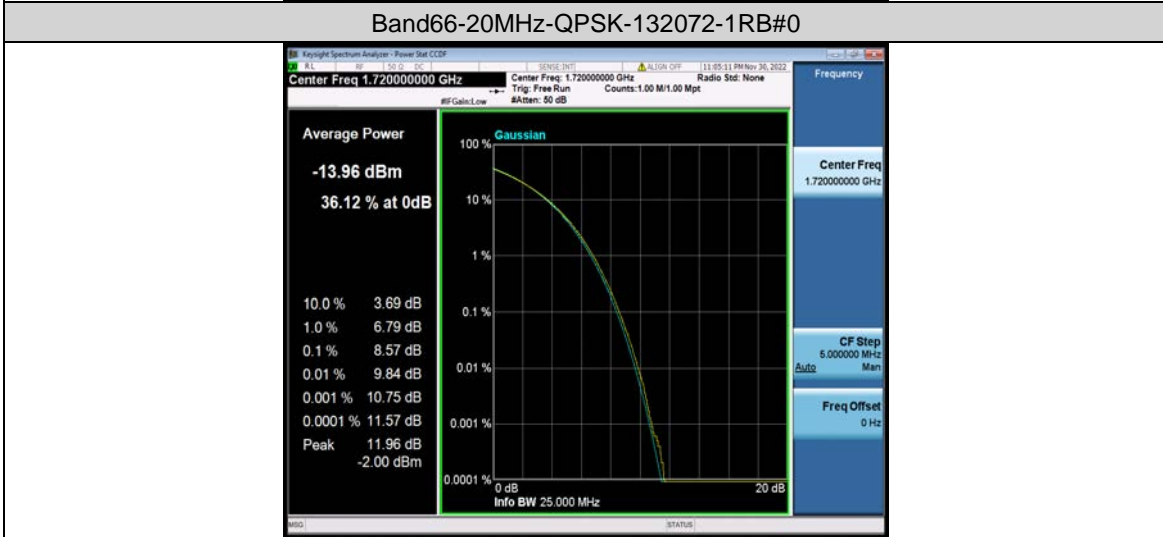 Band66-20MHz-QPSK-132072-1RB#0
Keysight Spectrum Analyzer - Power Stat CCDF
RL RF 50 Ω DC SENSE:INT ALIGN OFF 11:05:11 PM Nov 30, 2022
Center Freq 1.720000000 GHz
Center Freq: 1.720000000 GHz Radio Std: None
Trig: Free Run Counts:1.00 M/1.00 Mpt
#IFGain:Low #Atten: 50 dB
Frequency
Average Power
-13.96 dBm
36.12 % at 0dB
10.0 % 3.69 dB
1.0 % 6.79 dB
0.1 % 8.57 dB
0.01 % 9.84 dB
0.001 % 10.75 dB
0.0001 % 11.57 dB
Peak 11.96 dB
-2.00 dBm
Gaussian
100 %
10 %
1 %
0.1 %
0.01 %
0.001 %
0.0001 %
0 dB 20 dB
Info BW 25.000 MHz
Center Freq
1.720000000 GHz
CF Step
5.000000 MHz
Auto Man
Freq Offset
0 Hz
MSG STATUS